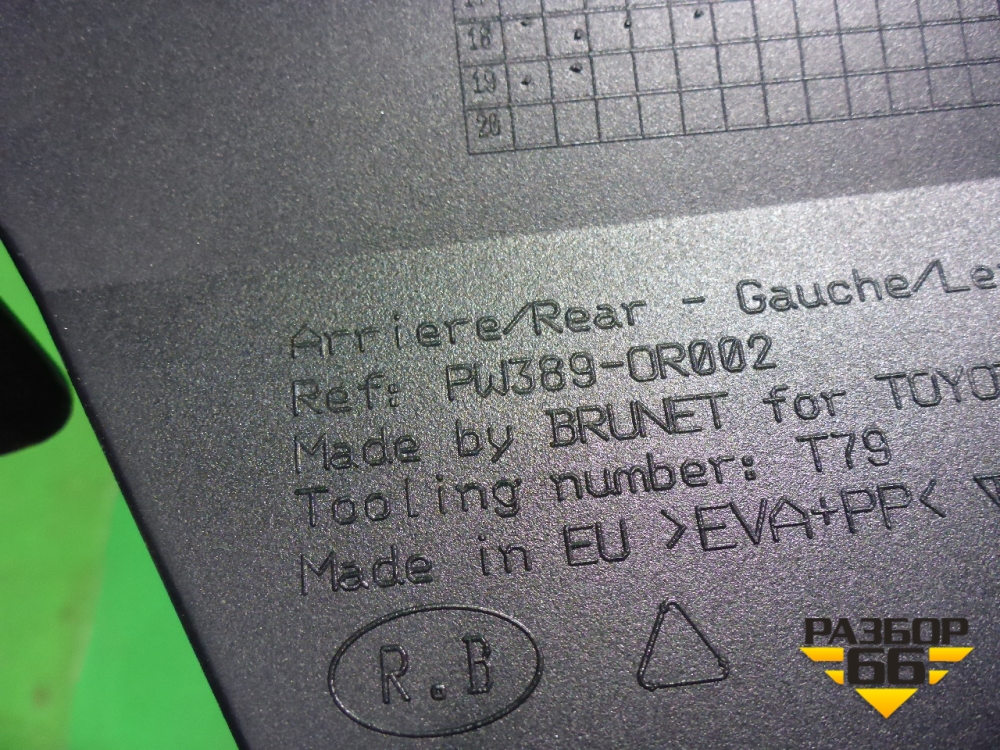 18
19
20
Arriere/Rear - Gauche/Le
Ref: PW389-0R002
Made by BRUNET for TOYO
Tooling number: T79
Made in EU >EVA+PP<
R.B
РАЗБОР
66